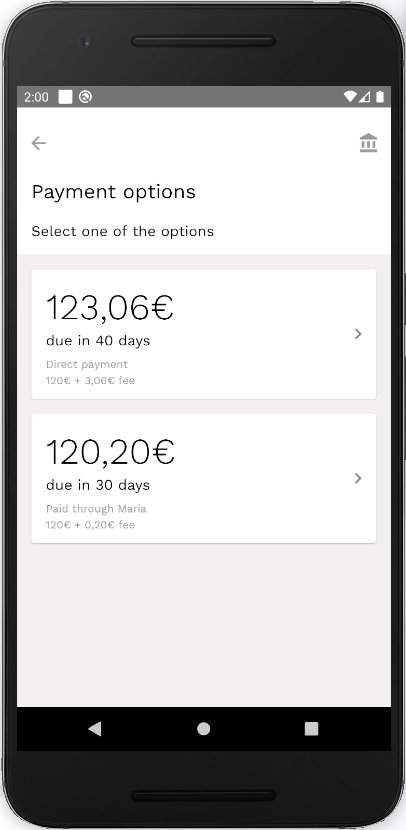 2:00
Payment options
Select one of the options
123,06€
due in 40 days
Direct payment
120€ + 3,06€ fee
120,20€
due in 30 days
Paid through Maria
120€ + 0,20€ fee